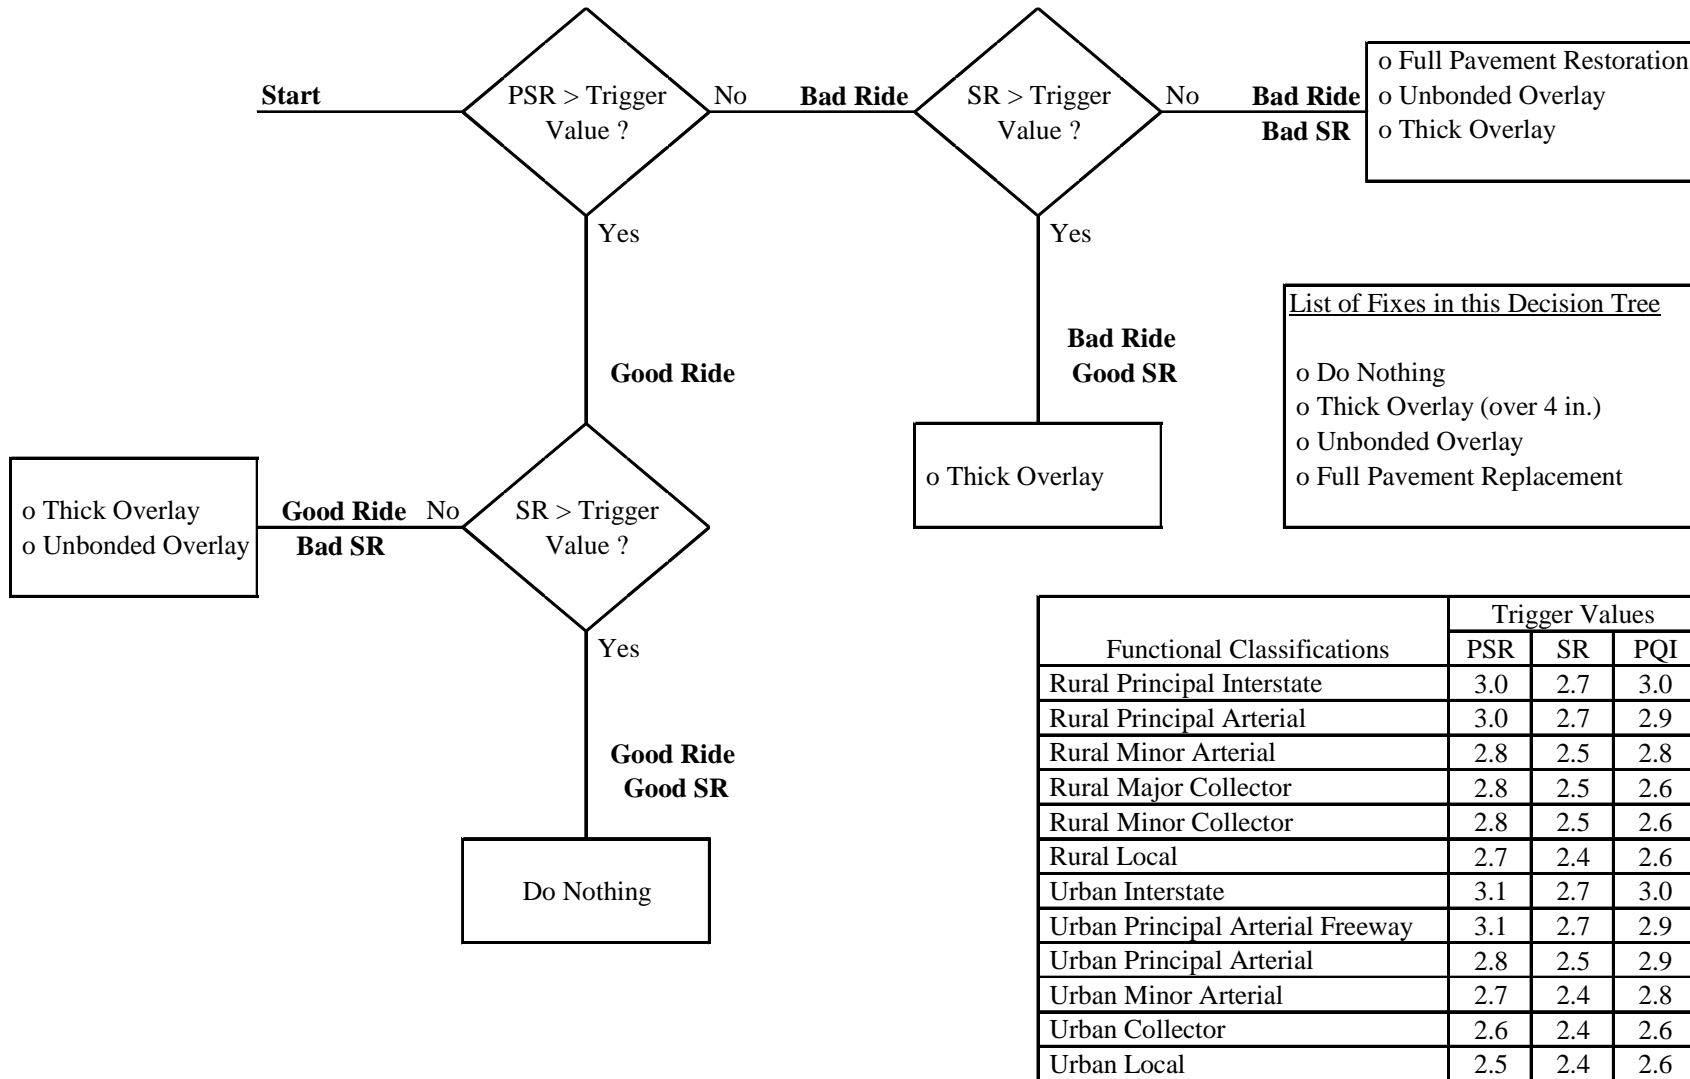 Start
PSR > Trigger
Value ?
No
Bad Ride
SR > Trigger
Value ?
No
Bad Ride
Bad SR
o Full Pavement Restoration
o Unbonded Overlay
o Thick Overlay
Yes
Yes
Good Ride
Bad Ride
Good SR
o Thick Overlay
List of Fixes in this Decision Tree
o Do Nothing
o Thick Overlay (over 4 in.)
o Unbonded Overlay
o Full Pavement Replacement
o Thick Overlay
o Unbonded Overlay
Good Ride
Bad SR
No
SR > Trigger
Value ?
Yes
Good Ride
Good SR
Do Nothing
Trigger Values
Functional Classifications PSR SR PQI
Rural Principal Interstate 3.0 2.7 3.0
Rural Principal Arterial 3.0 2.7 2.9
Rural Minor Arterial 2.8 2.5 2.8
Rural Major Collector 2.8 2.5 2.6
Rural Minor Collector 2.8 2.5 2.6
Rural Local 2.7 2.4 2.6
Urban Interstate 3.1 2.7 3.0
Urban Principal Arterial Freeway 3.1 2.7 2.9
Urban Principal Arterial 2.8 2.5 2.9
Urban Minor Arterial 2.7 2.4 2.8
Urban Collector 2.6 2.4 2.6
Urban Local 2.5 2.4 2.6